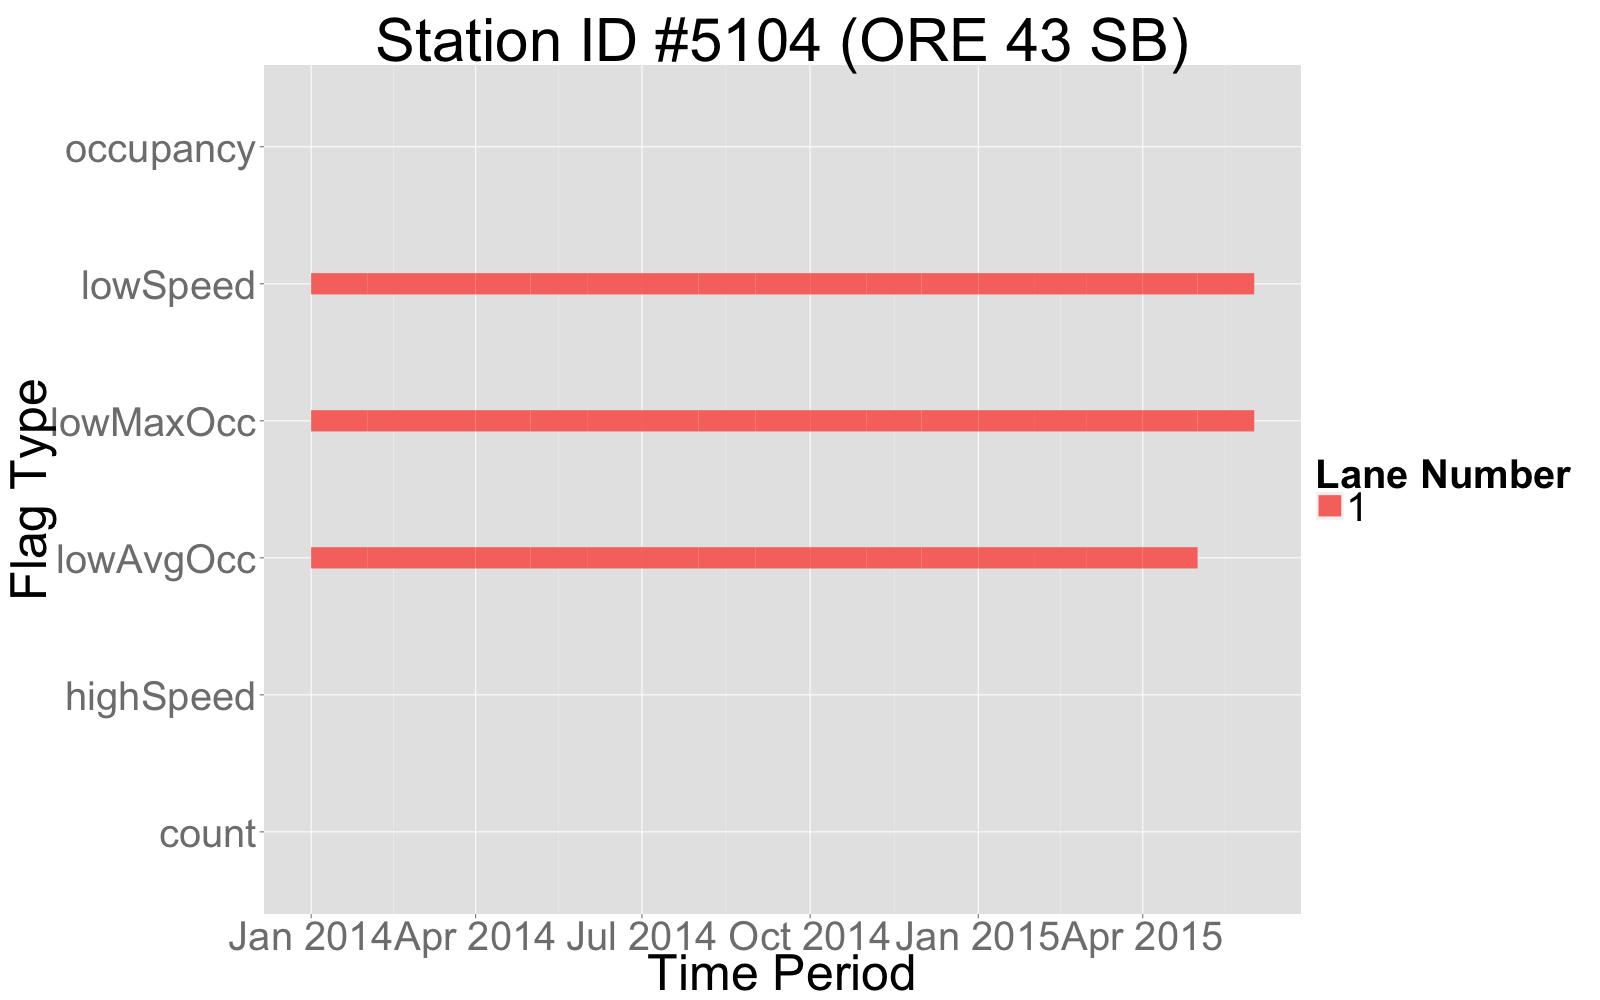 Station ID #5104 (ORE 43 SB)
occupancy
lowSpeed
lowMaxOcc
lowAvgOcc
highSpeed
count
Flag Type
Jan 2014 Apr 2014 Jul 2014 Oct 2014 Jan 2015 Apr 2015
Time Period
Lane Number
1